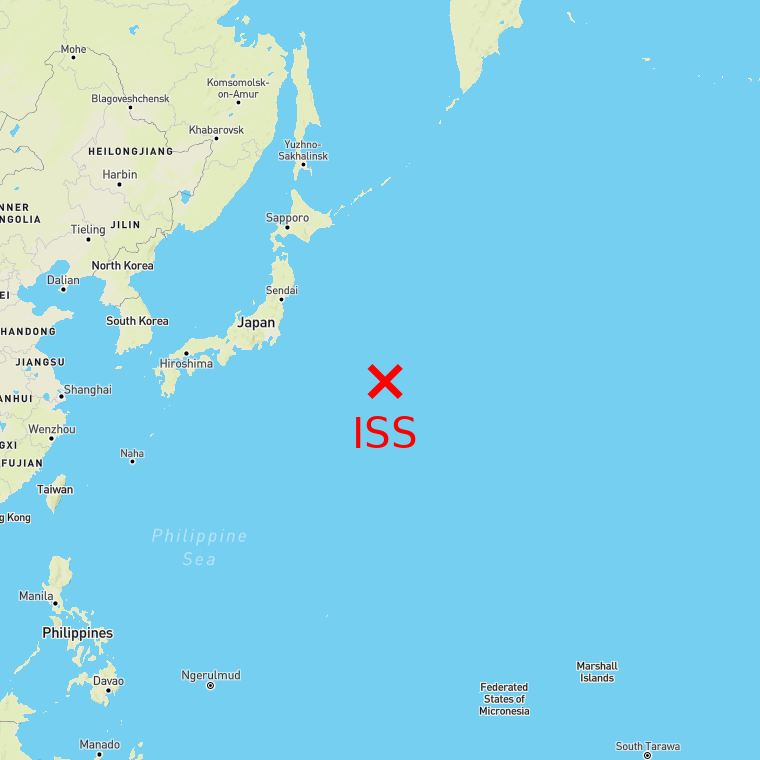 Mohe
Komsomolsk-
on-Amur
Blagoveshchensk
Khabarovsk
HEILONGJIANG
Yuzhno-
Sakhalinsk
Harbin
NNER
ONGOLIA
JILIN
Sapporo
Tieling
North Korea
Dalian
EI
Sendai
South Korea
Japan
HANDONG
JIANGSU
Hiroshima
Shanghai
ANHUI
ISS
Wenzhou
GXI
Naha
FUJIAN
Taiwan
g Kong
Philippine
Sea
Manila
Philippines
Marshall
Islands
Ngerulmud
Davao
Federated
States of
Micronesia
Manado
South Tarawa